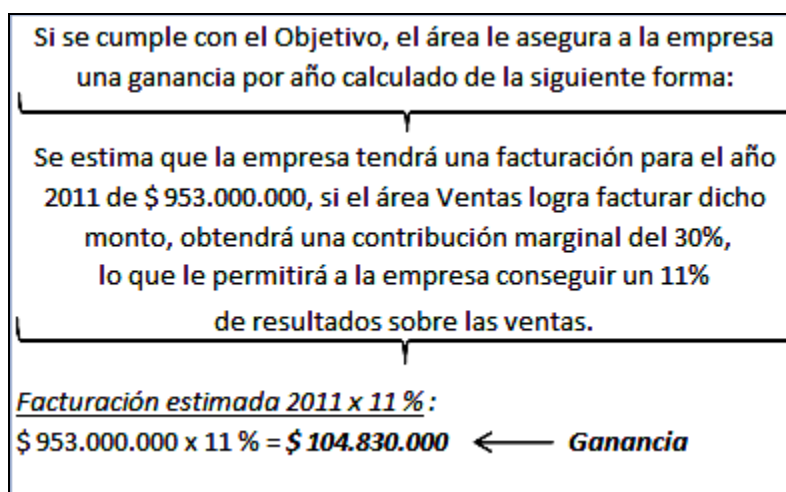 Si se cumple con el Objetivo, el área le asegura a la empresa
una ganancia por año calculado de la siguiente forma:
Se estima que la empresa tendrá una facturación para el año
2011 de $ 953.000.000, si el área Ventas logra facturar dicho
monto, obtendrá una contribución marginal del 30%,
lo que le permitirá a la empresa conseguir un 11%
de resultados sobre las ventas.
Facturación estimada 2011 x 11 % :
$ 953.000.000 x 11 % = $ 104.830.000 ← Ganancia